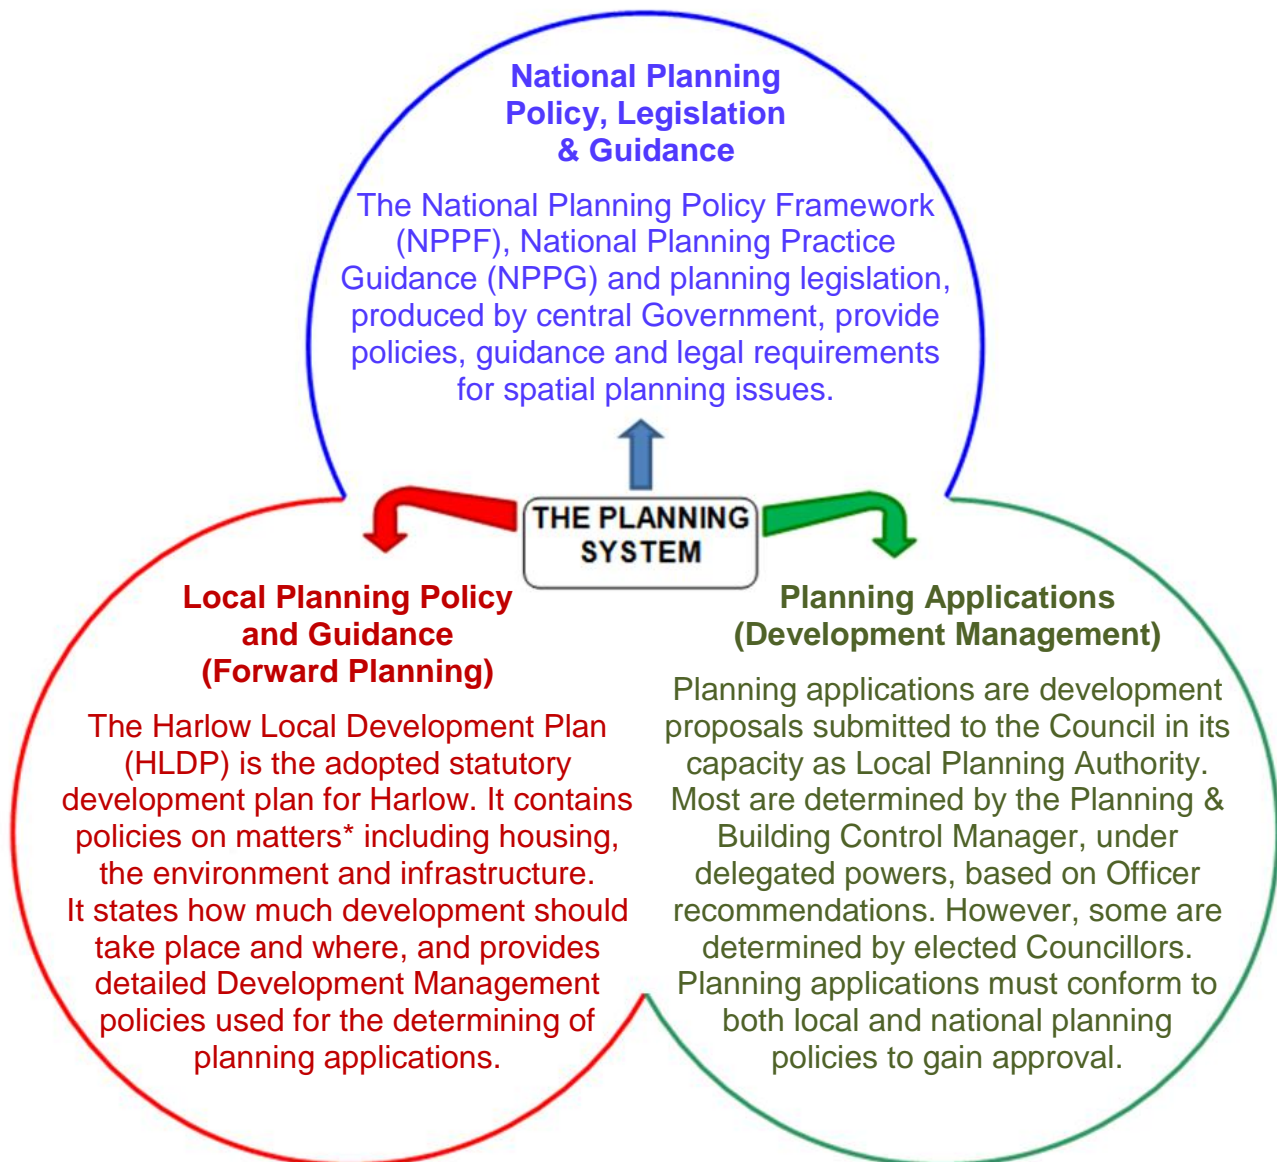 National Planning
Policy, Legislation
& Guidance
The National Planning Policy Framework
(NPPF), National Planning Practice
Guidance (NPPG) and planning legislation,
produced by central Government, provide
policies, guidance and legal requirements
for spatial planning issues.
THE PLANNING
SYSTEM
Local Planning Policy
and Guidance
(Forward Planning)
The Harlow Local Development Plan
(HLDP) is the adopted statutory
development plan for Harlow. It contains
policies on matters* including housing,
the environment and infrastructure.
It states how much development should
take place and where, and provides
detailed Development Management
policies used for the determining of
planning applications.
Planning Applications
(Development Management)
Planning applications are development
proposals submitted to the Council in its
capacity as Local Planning Authority.
Most are determined by the Planning &
Building Control Manager, under
delegated powers, based on Officer
recommendations. However, some are
determined by elected Councillors.
Planning applications must conform to
both local and national planning
policies to gain approval.